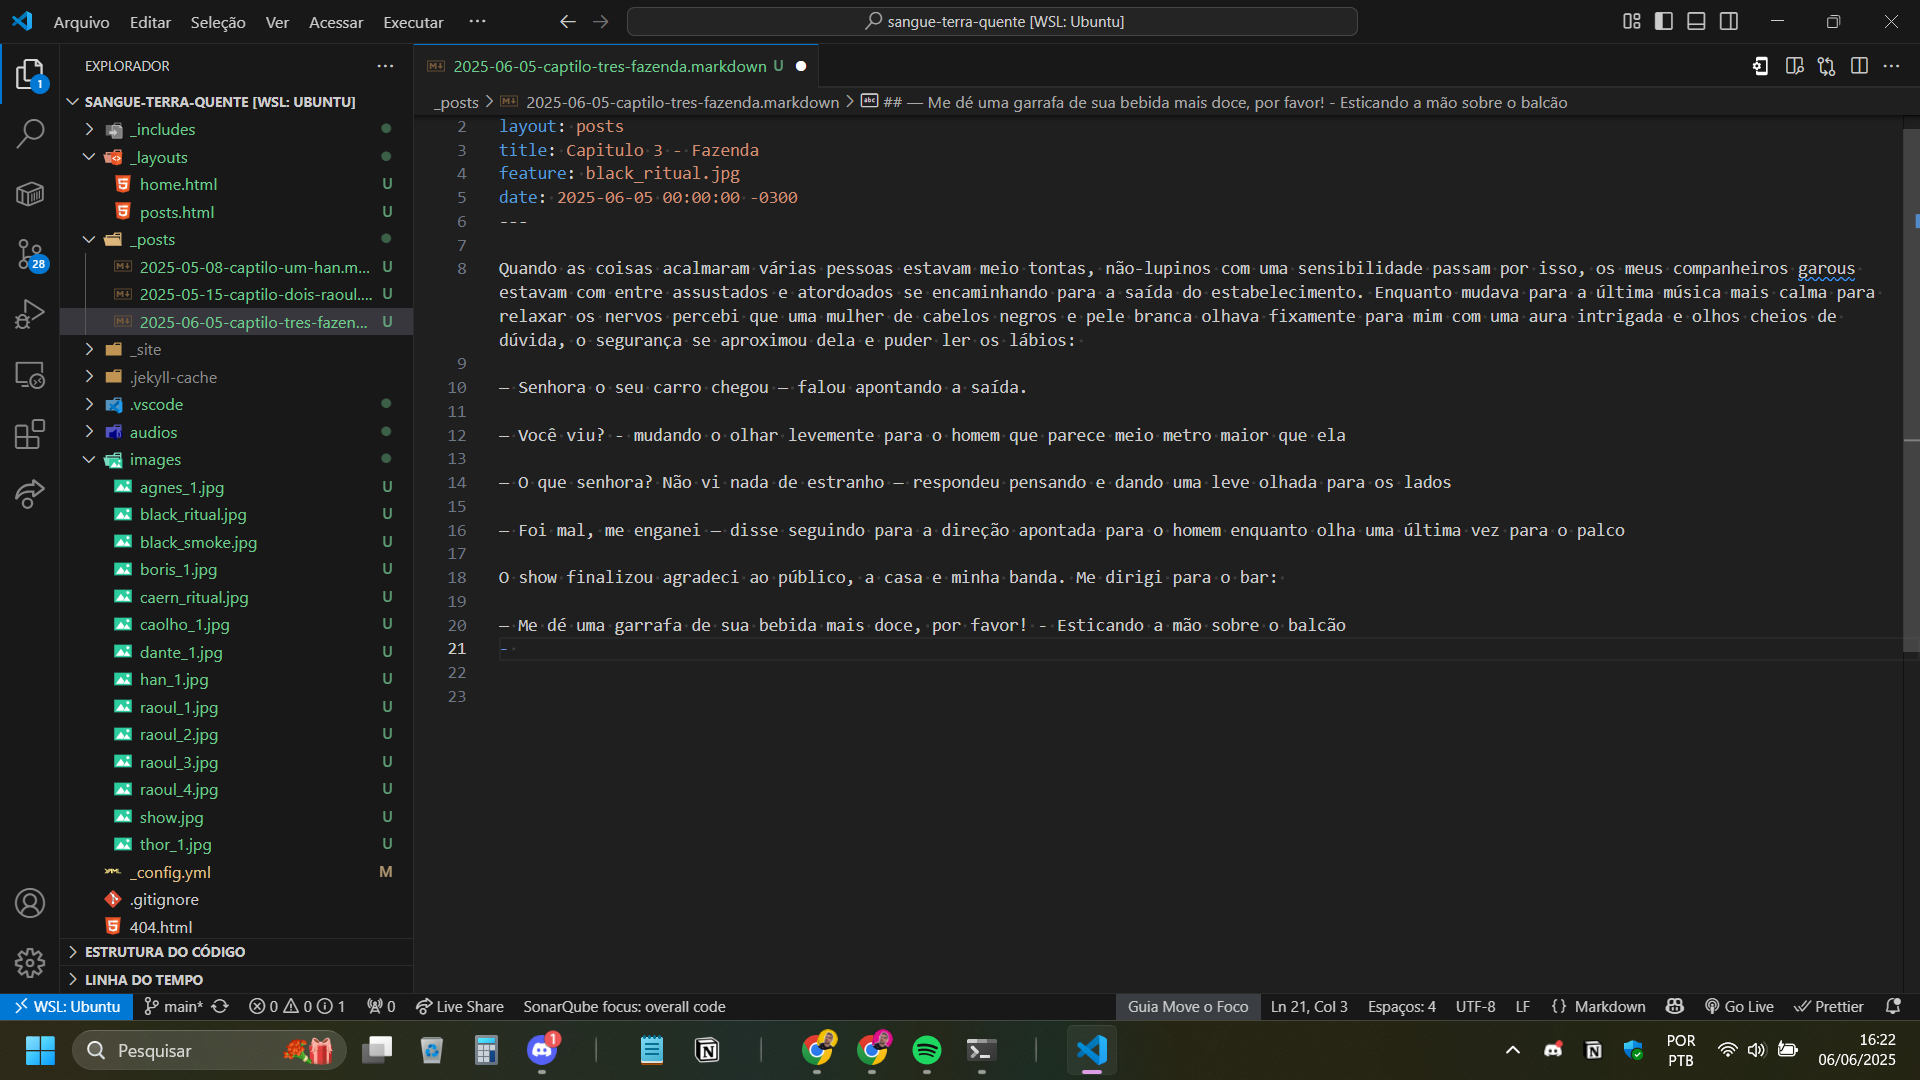 Arquivo Editar Seleção Ver Acessar Executar ···
sangue-terra-quente [WSL: Ubuntu]
EXPLORADOR
SANGUE-TERRA-QUENTE [WSL: UBUNTU]
_includes
_layouts
home.html U
posts.html U
_posts
2025-05-08-captilo-um-han.m... U
2025-05-15-captilo-dois-raoul.... U
2025-06-05-captilo-tres-fazen... U
_site
.jekyll-cache
.vscode
audios
images
agnes_1.jpg U
black_ritual.jpg U
black_smoke.jpg U
boris_1.jpg U
caern_ritual.jpg U
caolho_1.jpg U
dante_1.jpg U
han_1.jpg U
raoul_1.jpg U
raoul_2.jpg U
raoul_3.jpg U
raoul_4.jpg U
show.jpg U
thor_1.jpg U
_config.yml M
.gitignore
404.html
ESTRUTURA DO CÓDIGO
LINHA DO TEMPO
1
28
2025-06-05-captilo-tres-fazenda.markdown U
_posts > 2025-06-05-captilo-tres-fazenda.markdown > ## — Me dé uma garrafa de sua bebida mais doce, por favor! - Esticando a mão sobre o balcão
2 layout: posts
3 title: Capitulo 3 - Fazenda
4 feature: black_ritual.jpg
5 date: 2025-06-05 00:00:00 -0300
6 ---
7
8 Quando as coisas acalmaram várias pessoas estavam meio tontas, não-lupinos com uma sensibilidade passam por isso, os meus companheiros garous
estavam com entre assustados e atordoados se encaminhando para a saída do estabelecimento. Enquanto mudava para a última música mais calma para
relaxar os nervos percebi que uma mulher de cabelos negros e pele branca olhava fixamente para mim com uma aura intrigada e olhos cheios de
dúvida, o segurança se aproximou dela e puder ler os lábios:
9
10 — Senhora o seu carro chegou — falou apontando a saída.
11
12 — Você viu? - mudando o olhar levemente para o homem que parece meio metro maior que ela
13
14 — O que senhora? Não vi nada de estranho — respondeu pensando e dando uma leve olhada para os lados
15
16 — Foi mal, me enganei — disse seguindo para a direção apontada para o homem enquanto olha uma última vez para o palco
17
18 O show finalizou agradeci ao público, a casa e minha banda. Me dirigi para o bar:
19
20 — Me dé uma garrafa de sua bebida mais doce, por favor! - Esticando a mão sobre o balcão
21 -
22
23
WSL: Ubuntu main* 0 0 1 0 Live Share SonarQube focus: overall code Guia Move o Foco Ln 21, Col 3 Espaços: 4 UTF-8 LF {} Markdown Go Live Prettier
Pesquisar 1 POR 16:22
PTB 06/06/2025